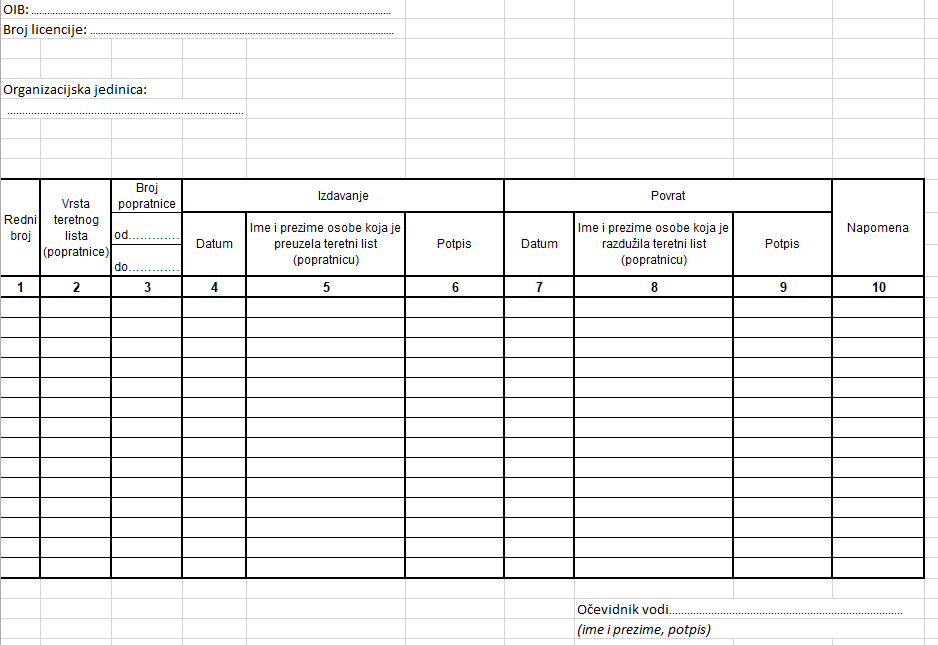 OIB: ........................................................................................................................
Broj licencije: .....................................................................................................
Organizacijska jedinica:
...............................................................................
Redni
broj
Vrsta
teretnog
lista
(popratnice)
Broj
popratnice
od.............
do.............
Izdavanje
Datum
Ime i prezime osobe koja je
preuzela teretni list
(popratnicu)
Potpis
Povrat
Datum
Ime i prezime osobe koja je
razdužila teretni list
(popratnicu)
Potpis
Napomena
1 2 3 4 5 6 7 8 9 10
Očevidnik vodi..............................................................................
(ime i prezime, potpis)